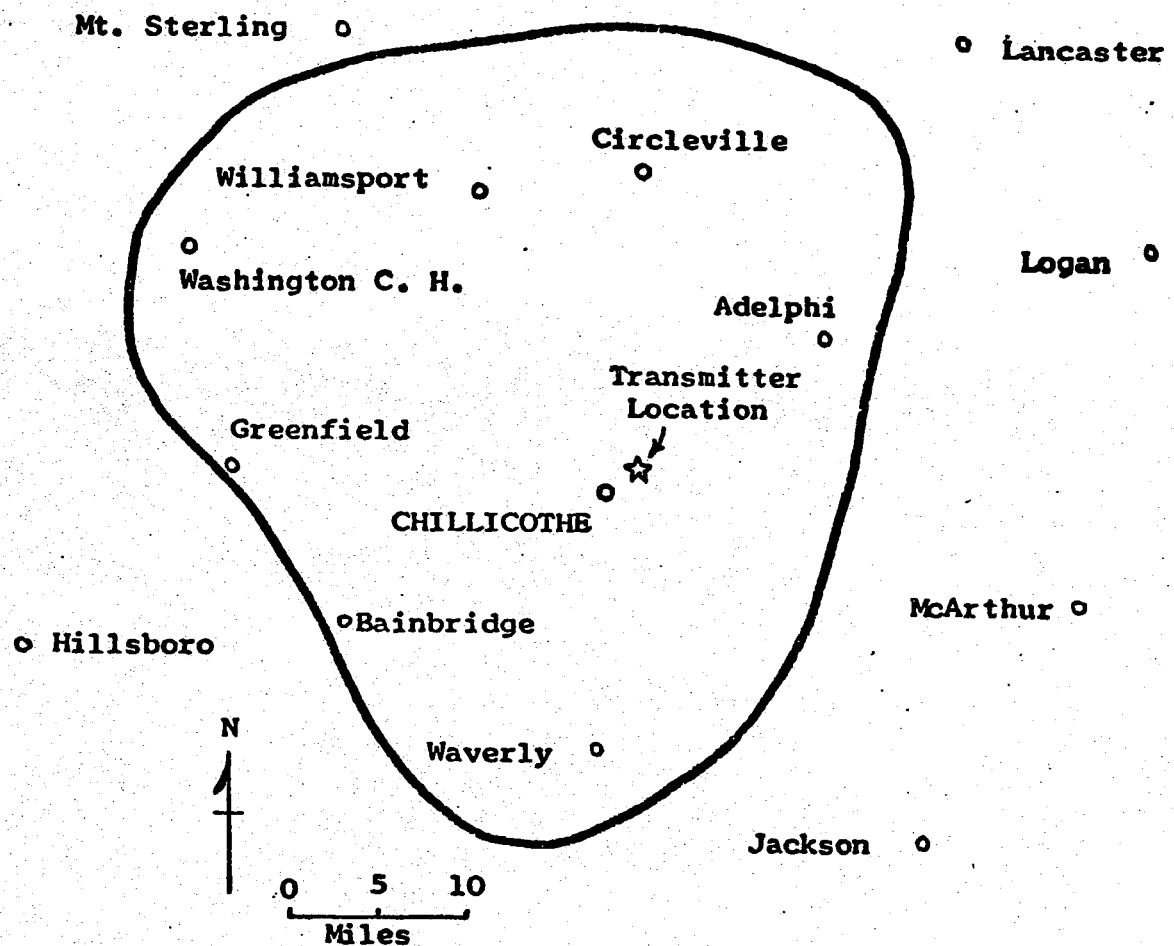 Mt. Sterling
Lancaster
Circleville
Williamsport
Washington C. H.
Logan
Adelphi
Transmitter
Location
Greenfield
CHILLICOTHE
McArthur
Bainbridge
Hillsboro
N
Waverly
Jackson
0 5 10
Miles